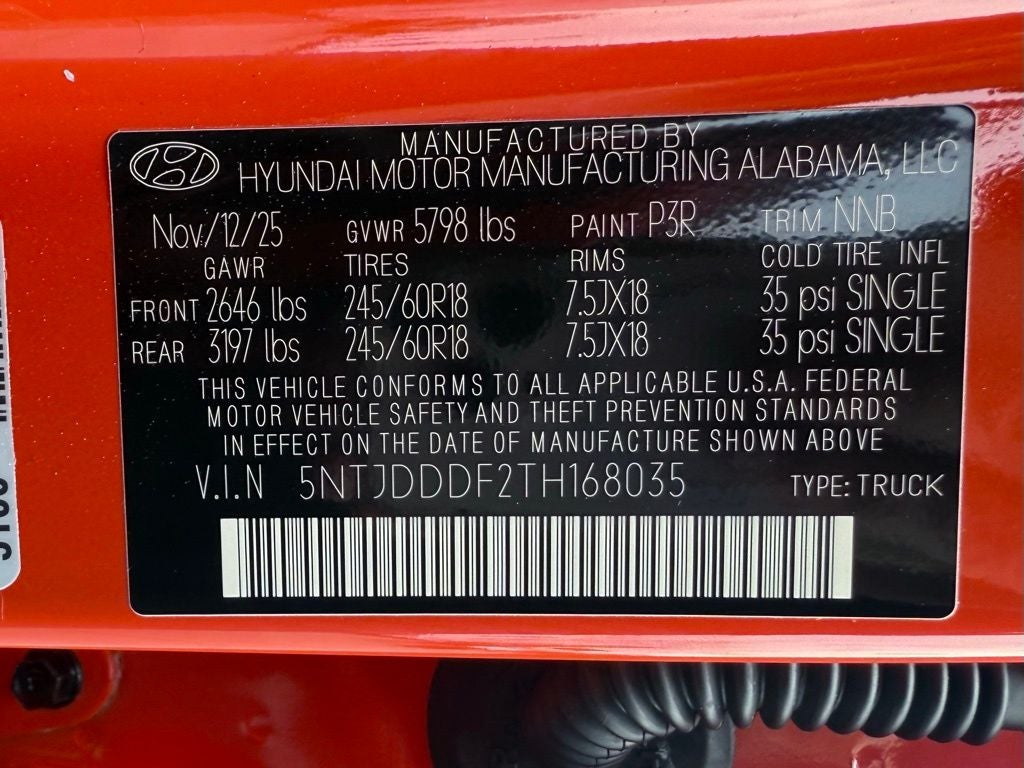 MANUFACTURED BY
HYUNDAI MOTOR MANUFACTURING ALABAMA, LLC
Nov/12/25 GVWR 5798 lbs PAINT P3R TRIM NNB
GAWR TIRES RIMS COLD TIRE INFL
FRONT 2646 lbs 245/60R18 7.5JX18 35 psi SINGLE
REAR 3197 lbs 245/60R18 7.5JX18 35 psi SINGLE
THIS VEHICLE CONFORMS TO ALL APPLICABLE U.S.A. FEDERAL
MOTOR VEHICLE SAFETY AND THEFT PREVENTION STANDARDS
IN EFFECT ON THE DATE OF MANUFACTURE SHOWN ABOVE
V.I.N 5NTJDDDF2TH168035 TYPE: TRUCK